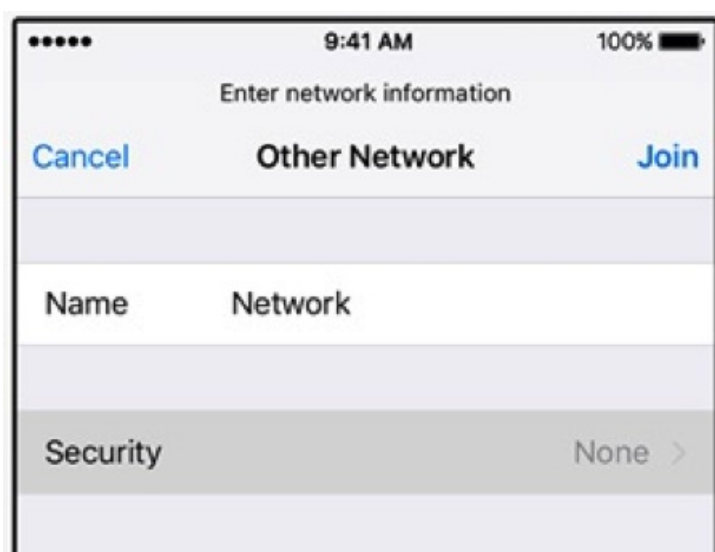 9:41 AM 100%
Enter network information
Cancel Other Network Join
Name Network
Security None >